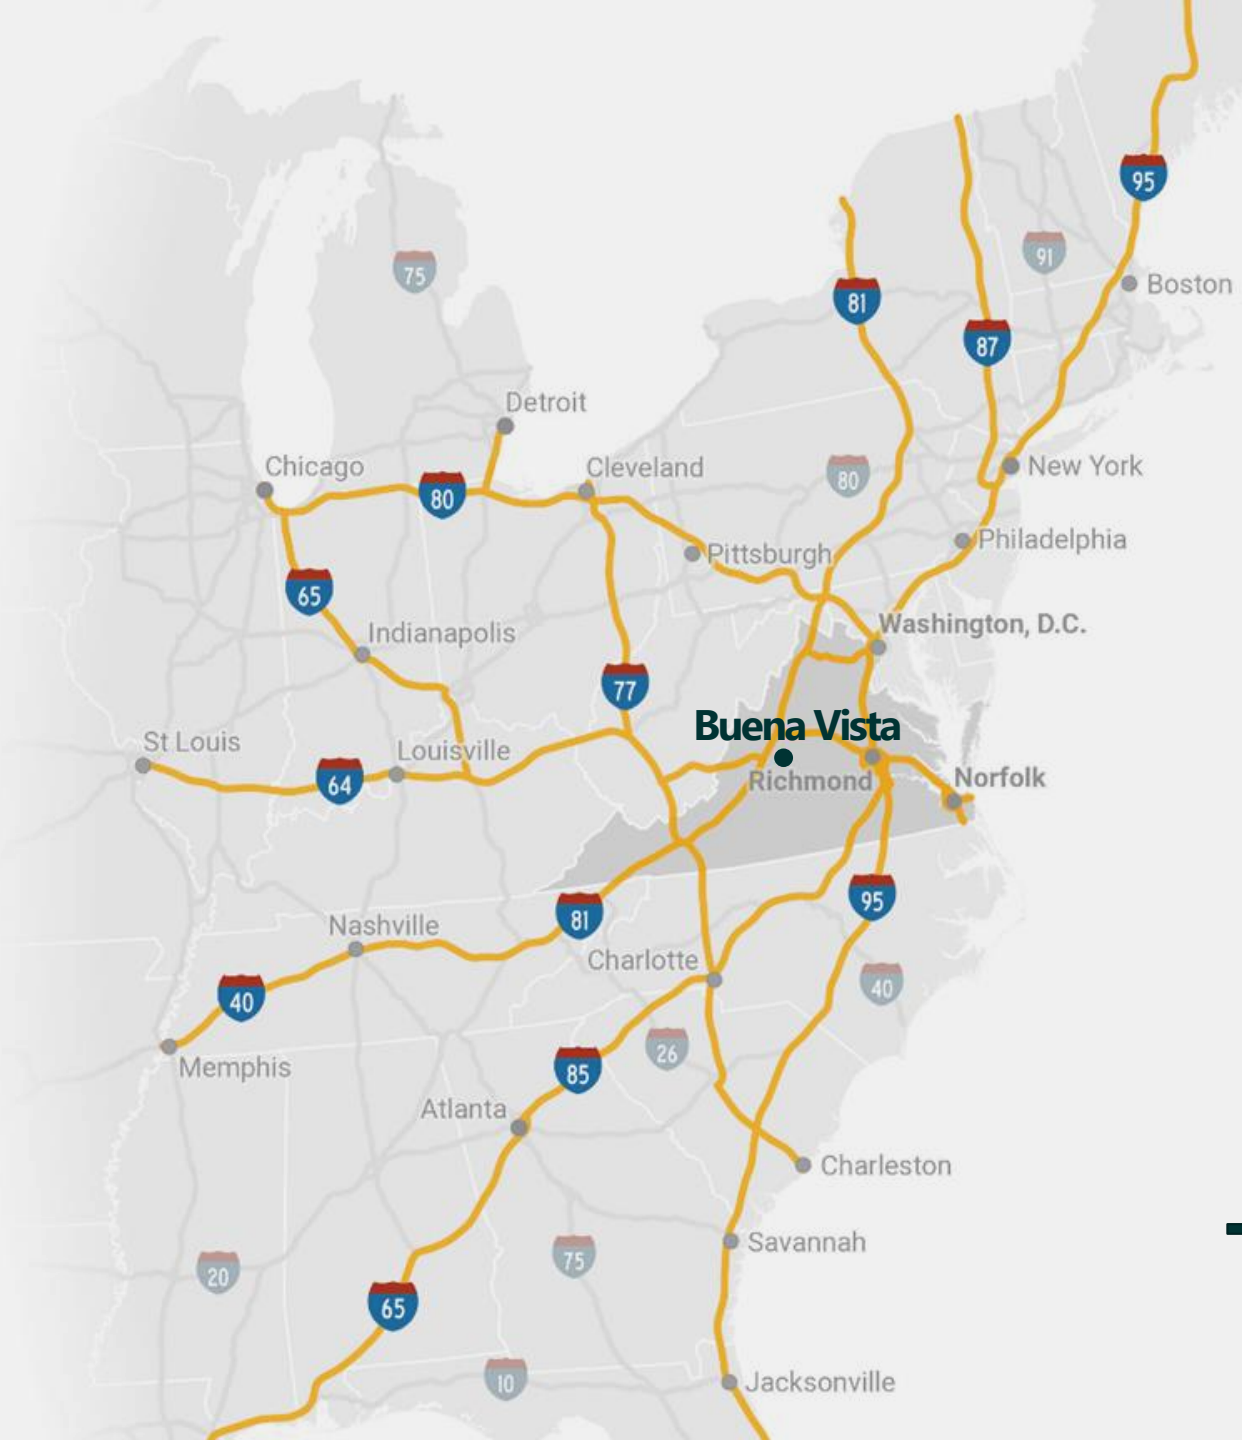 95
75
91
81
Boston
87
Detroit
Chicago
Cleveland
New York
80
80
Philadelphia
Pittsburgh
65
Washington, D.C.
Indianapolis
77
Buena Vista
St Louis
Louisville
64
Richmond
Norfolk
95
81
Nashville
Charlotte
40
40
26
Memphis
85
Atlanta
Charleston
Savannah
75
20
65
10
Jacksonville